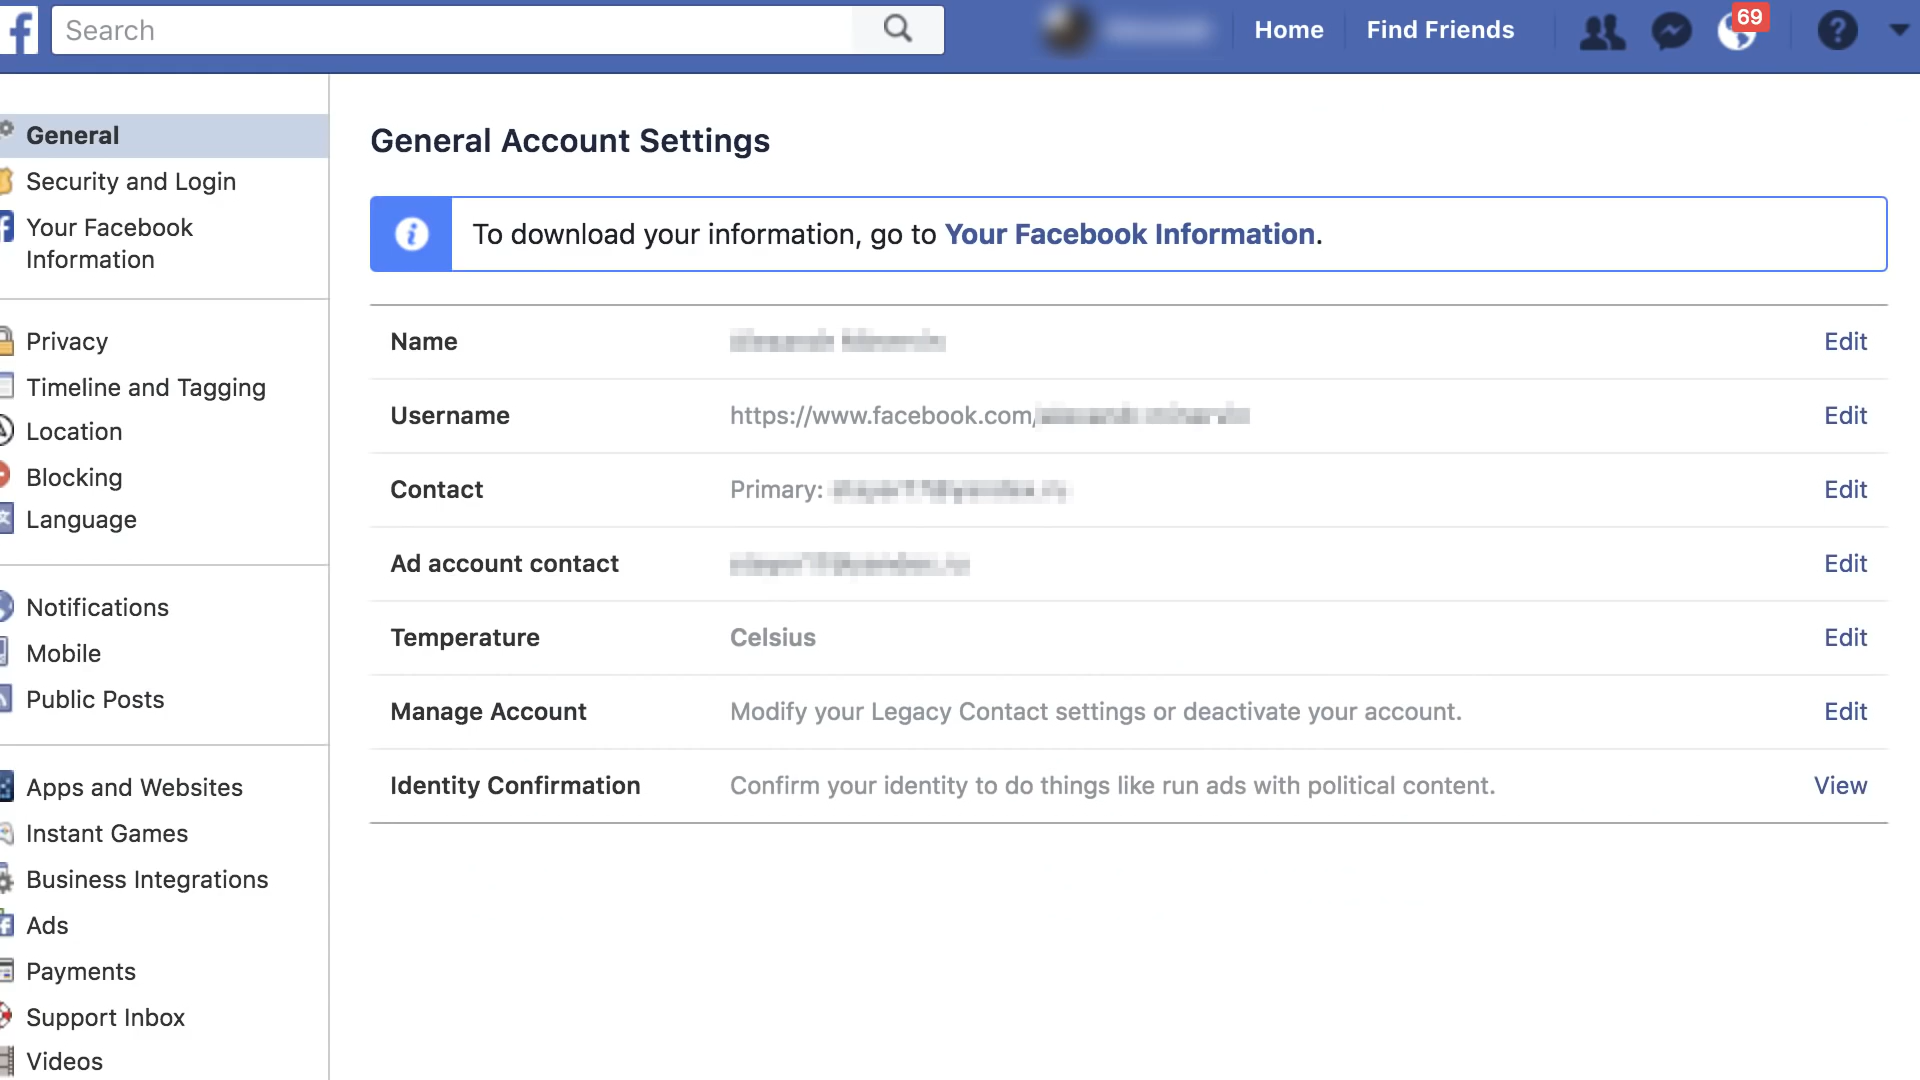 f Search Home Find Friends 69 ?
General
Security and Login
Your Facebook
Information
Privacy
Timeline and Tagging
Location
Blocking
Language
Notifications
Mobile
Public Posts
Apps and Websites
Instant Games
Business Integrations
Ads
Payments
Support Inbox
Videos
General Account Settings
i To download your information, go to Your Facebook Information.
Name Edit
Username https://www.facebook.com/ Edit
Contact Primary: Edit
Ad account contact Edit
Temperature Celsius Edit
Manage Account Modify your Legacy Contact settings or deactivate your account. Edit
Identity Confirmation Confirm your identity to do things like run ads with political content. View